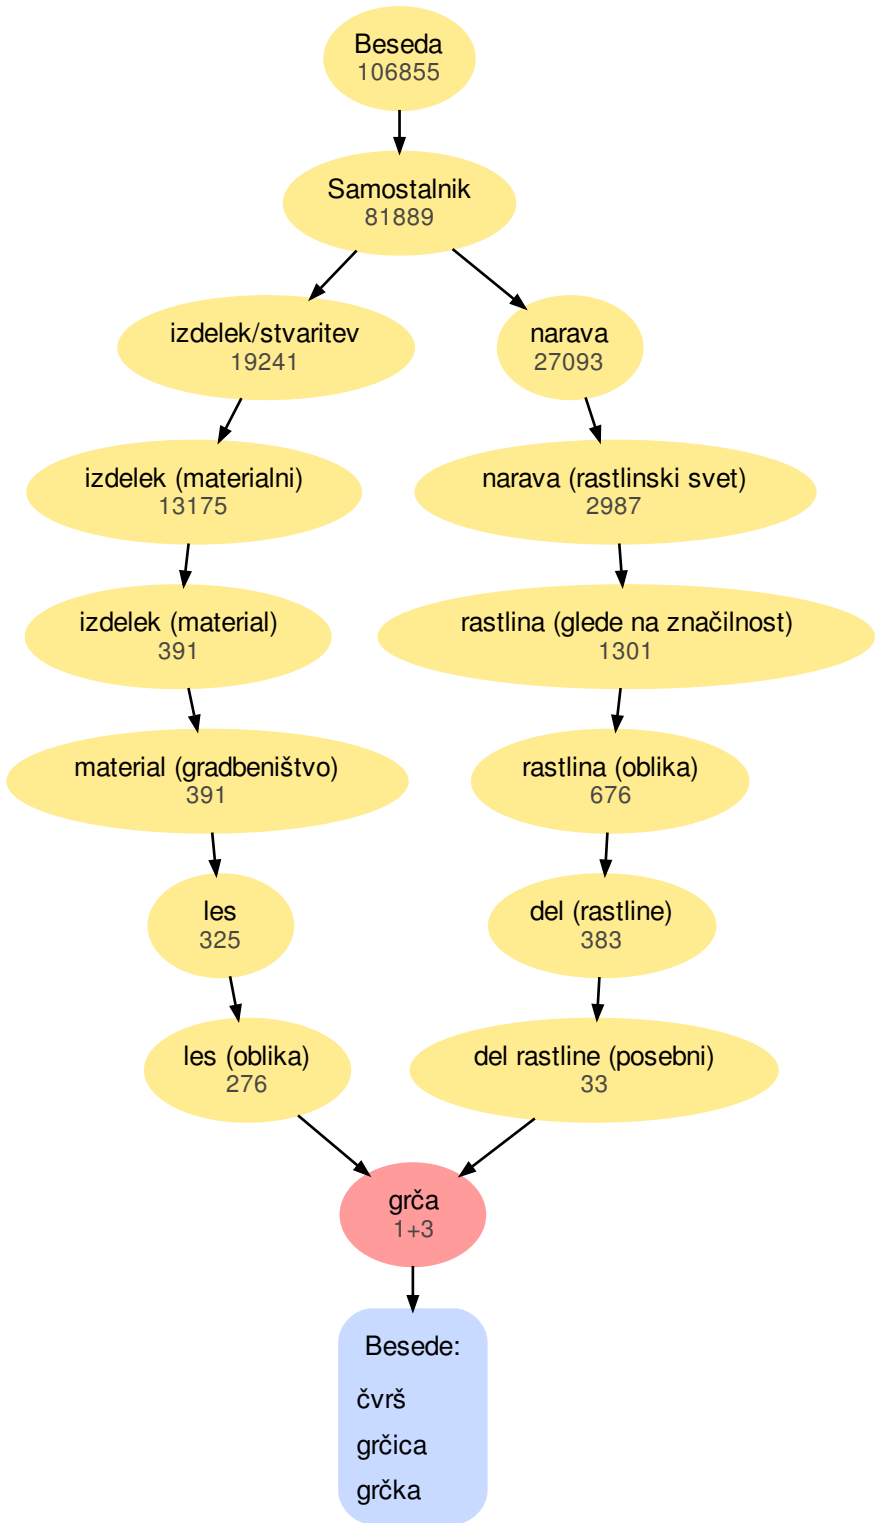 Beseda
106855
Samostalnik
81889
izdelek/stvaritev
19241
narava
27093
izdelek (materialni)
13175
narava (rastlinski svet)
2987
izdelek (material)
391
rastlina (glede na značilnost)
1301
material (gradbeništvo)
391
rastlina (oblika)
676
les
325
del (rastline)
383
les (oblika)
276
del rastline (posebni)
33
grča
1+3
Besede:
čvrš
grčica
grčka